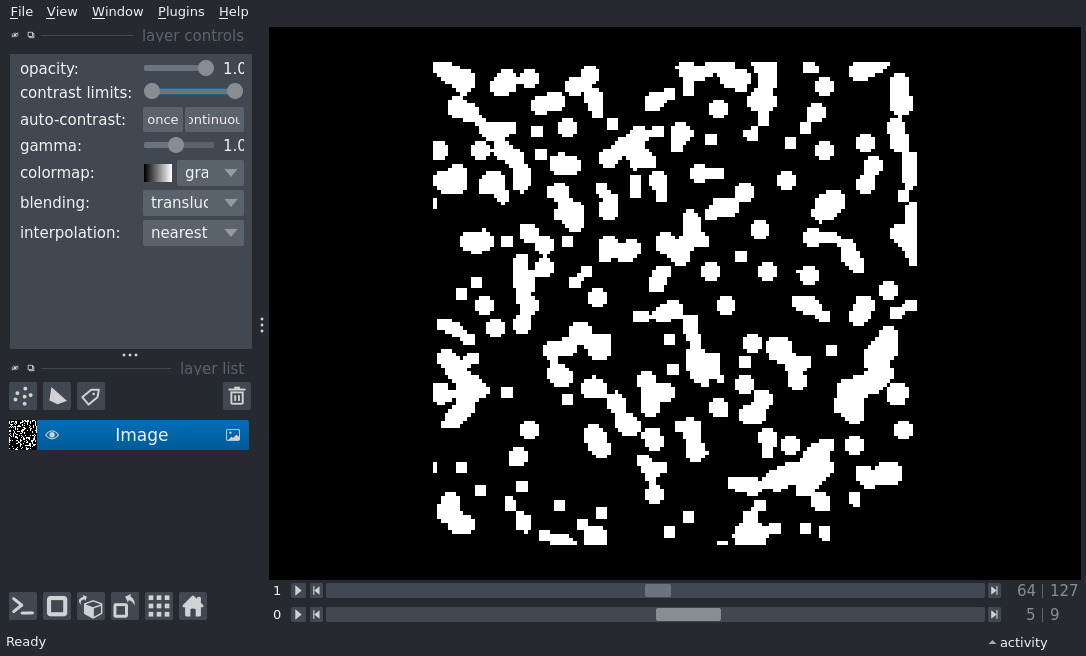 File View Window Plugins Help
layer controls
opacity: 1.0
contrast limits:
auto-contrast: once ontinuou
gamma: 1.0
colormap: gra
blending: transluc
interpolation: nearest
layer list
Image
1 64 127
0 5 9
Ready
activity